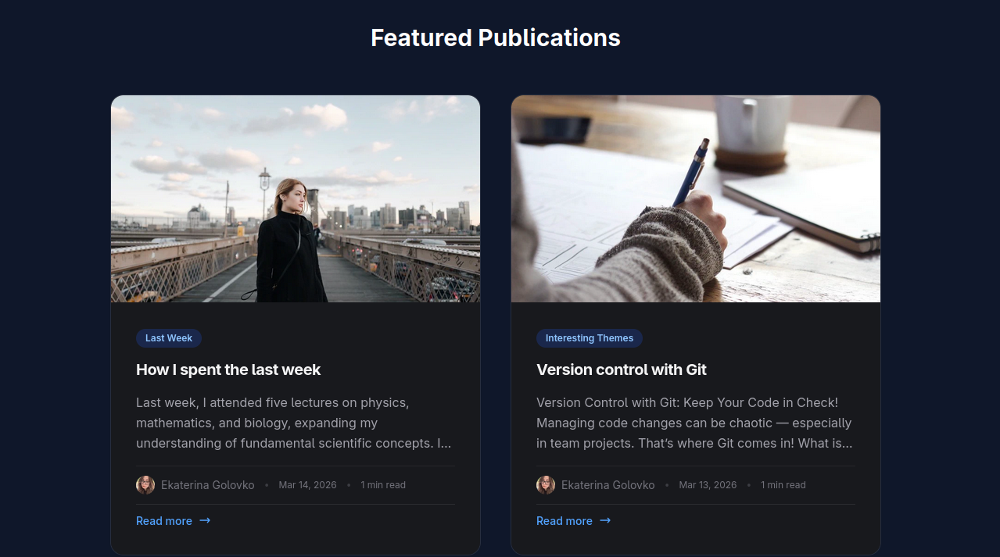 Featured Publications
Last Week
How I spent the last week
Last week, I attended five lectures on physics,
mathematics, and biology, expanding my
understanding of fundamental scientific concepts. I...
Ekaterina Golovko • Mar 14, 2026 • 1 min read
Read more →
Interesting Themes
Version control with Git
Version Control with Git: Keep Your Code in Check!
Managing code changes can be chaotic — especially
in team projects. That’s where Git comes in! What is...
Ekaterina Golovko • Mar 13, 2026 • 1 min read
Read more →